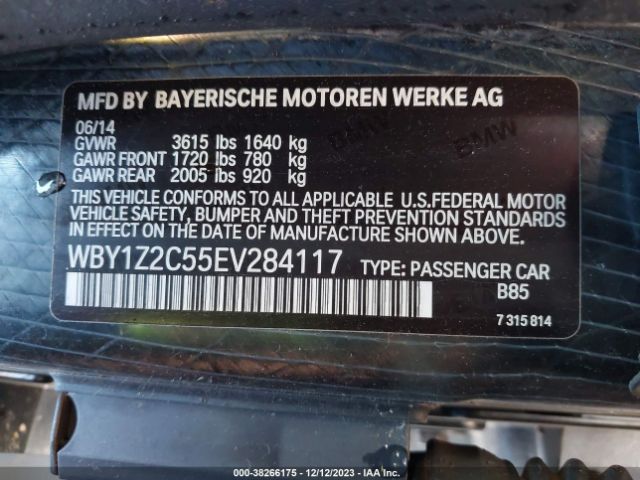 MFD BY BAYERISCHE MOTOREN WERKE AG
06/14
GVWR 3615 lbs 1640 kg
GAWR FRONT 1720 lbs 780 kg
GAWR REAR 2005 lbs 920 kg
THIS VEHICLE CONFORMS TO ALL APPLICABLE U.S.FEDERAL MOTOR
VEHICLE SAFETY, BUMPER AND THEFT PREVENTION STANDARDS
IN EFFECT ON THE DATE OF MANUFACTURE SHOWN ABOVE.
WBY1Z2C55EV284117 TYPE: PASSENGER CAR
B85
7 315 814
BMW
BMW
000-38266175 — 12/12/2023 — IAA Inc.